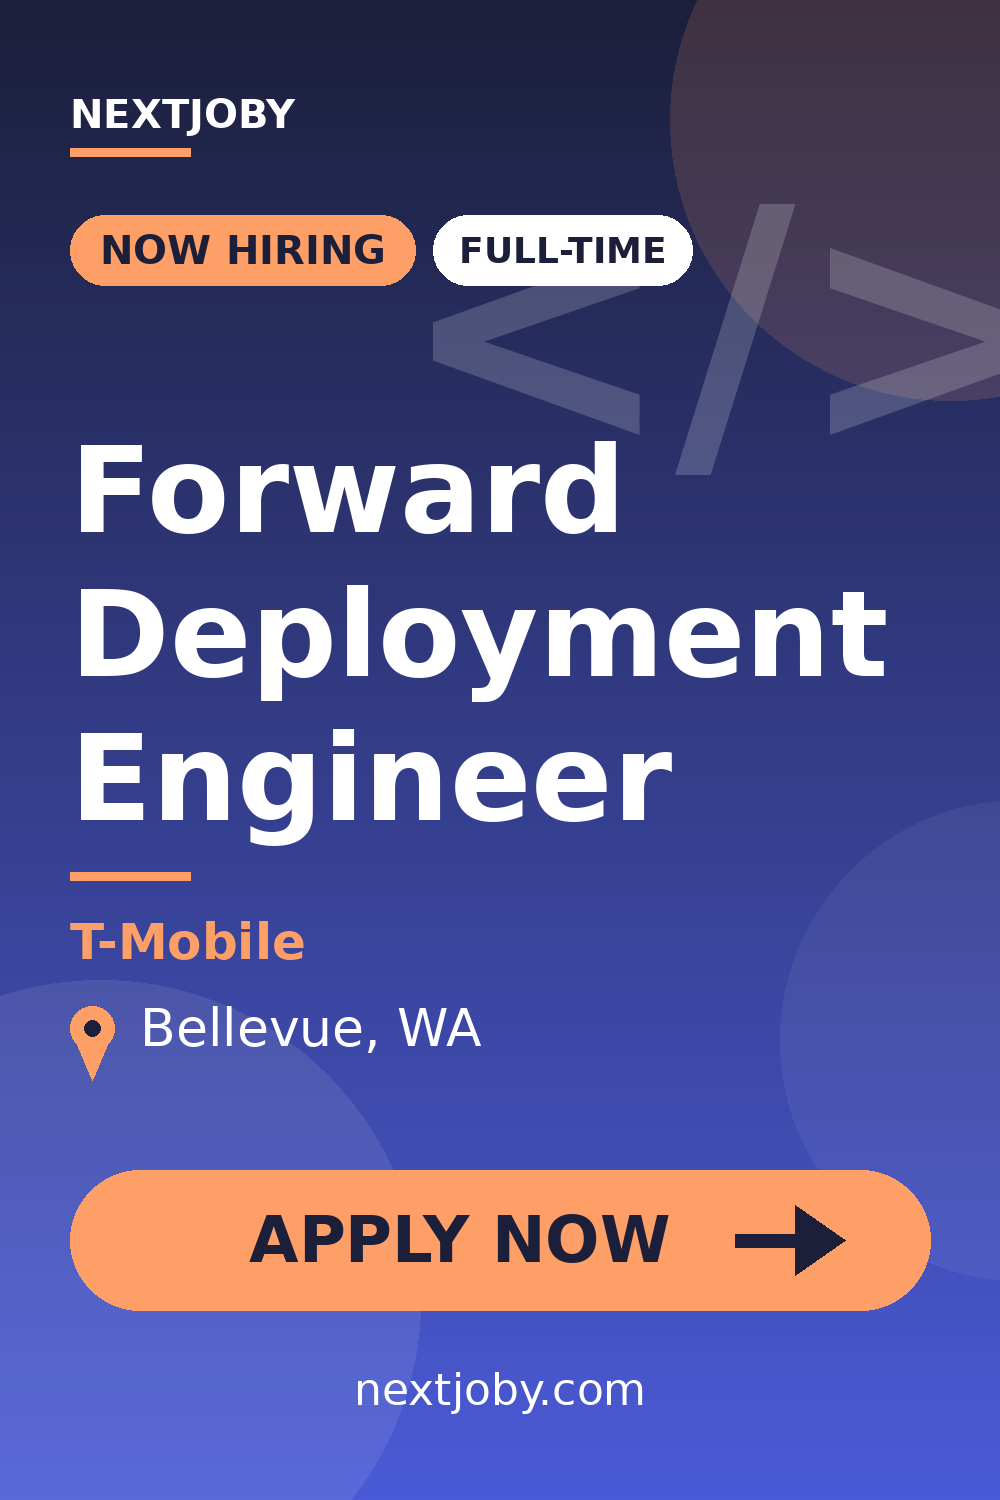 NEXTJOBY
NOW HIRING FULL-TIME
</>
Forward
Deployment
Engineer
T-Mobile
Bellevue, WA
APPLY NOW
nextjoby.com